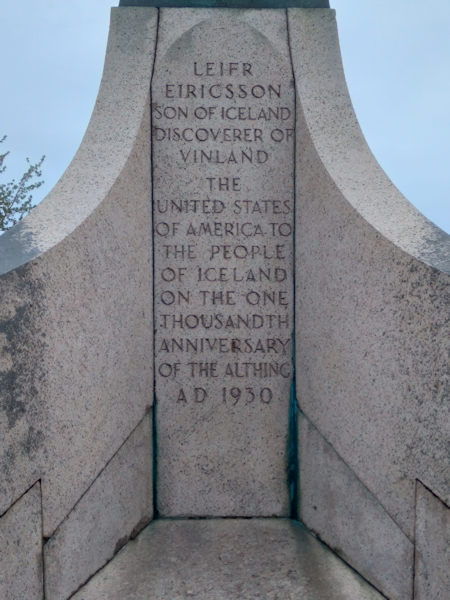 LEIFR
EIRICSSON
SON OF ICELAND
DISCOVERER OF
VINLAND
THE
UNITED STATES
OF AMERICA TO
THE PEOPLE
OF ICELAND
ON THE ONE
THOUSANDTH
ANNIVERSARY
OF THE ALTHING
AD 1930